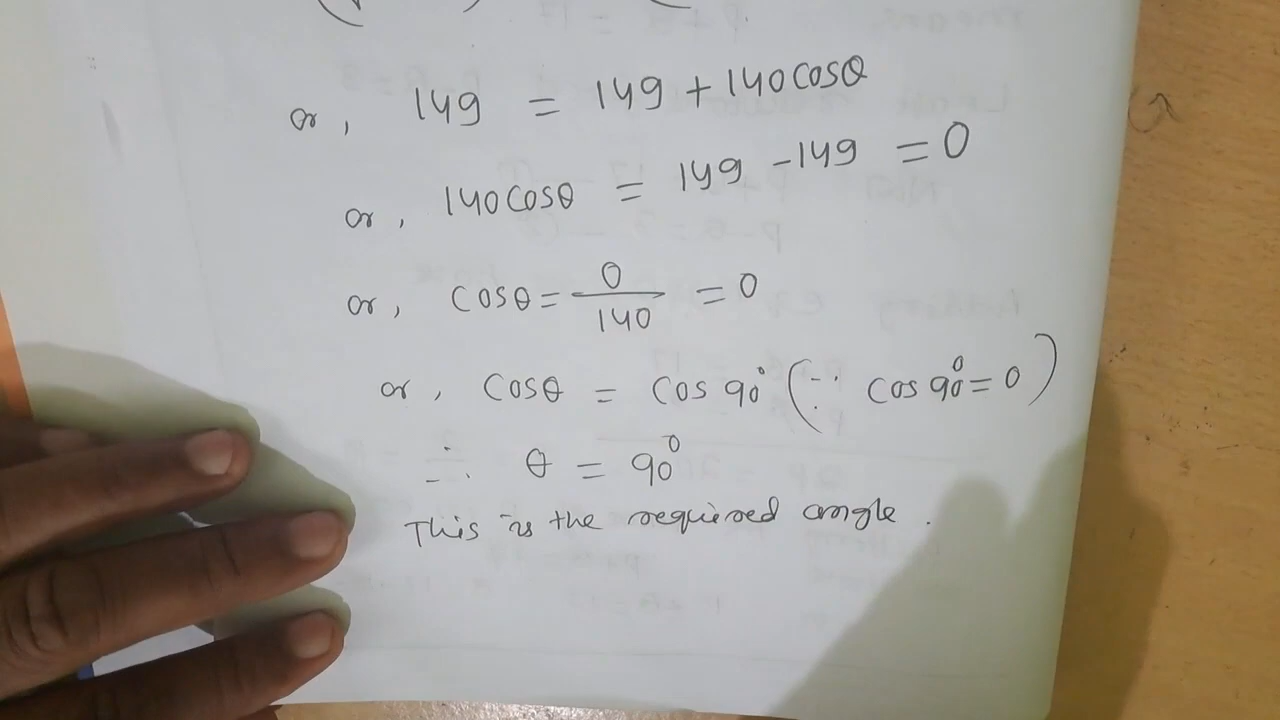 or, 149 = 149 + 140 cosθ
or, 140 cosθ = 149 - 149 = 0
or, cosθ = 0/140 = 0
or, cosθ = cos 90° (∵ cos 90° = 0)
∴ θ = 90°
This is the required angle.